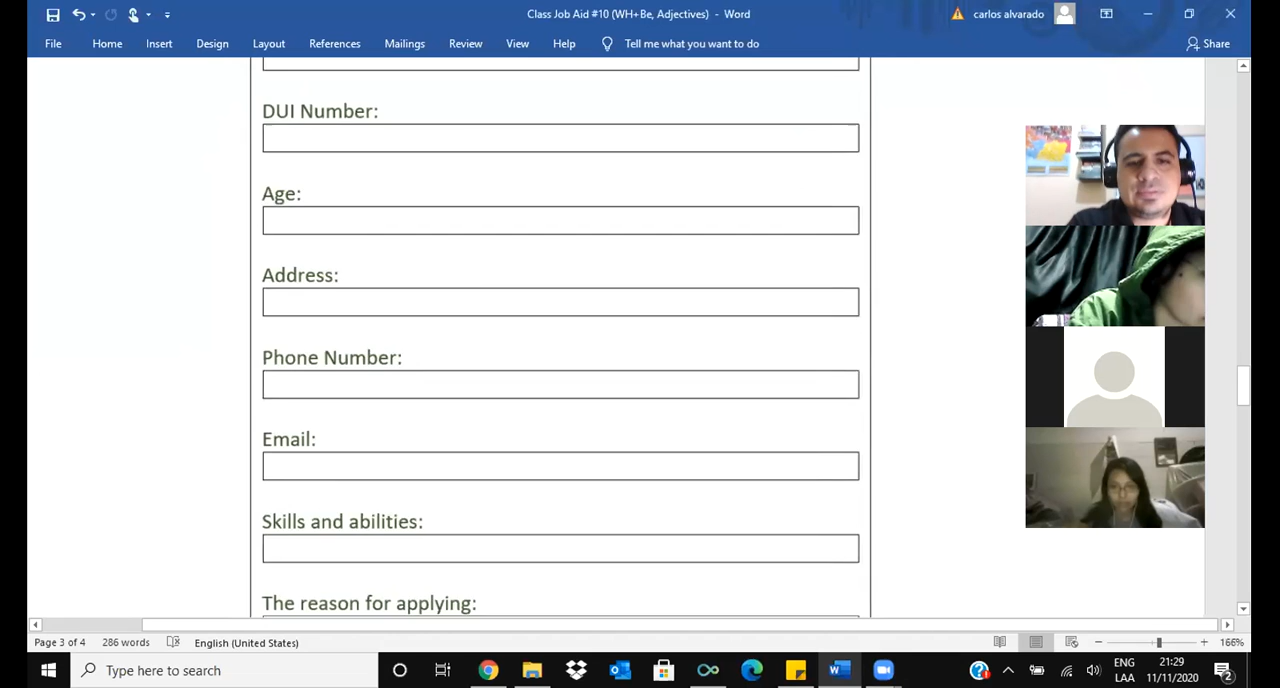 Class Job Aid #10 (WH+Be, Adjectives) - Word
carlos alvarado
File Home Insert Design Layout References Mailings Review View Help Tell me what you want to do Share
DUI Number:
Age:
Address:
Phone Number:
Email:
Skills and abilities:
The reason for applying:
Page 3 of 4 286 words English (United States) 166%
Type here to search
ENG 21:29
LAA 11/11/2020
2